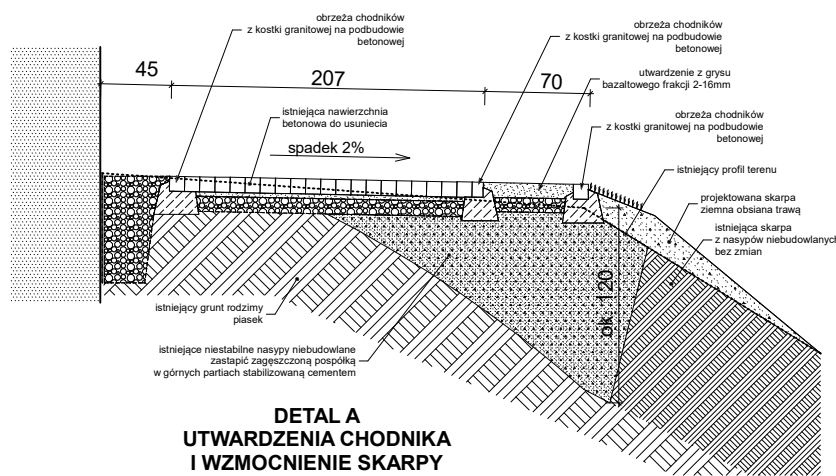 obrzeża chodników
z kostki granitowej na podbudowie
betonowej
obrzeża chodników
z kostki granitowej na podbudowie
betonowej
45
207
70
utwardzenie z grysu
bazaltowego frakcji 2-16mm
istniejąca nawierzchnia
betonowa do usuniecia
obrzeża chodników
z kostki granitowej na podbudowie
betonowej
spadek 2%
istniejący profil terenu
projektowana skarpa
ziemna obsiana trawą
istniejąca skarpa
z nasypów niebudowlanych
bez zmian
ok. 120
istniejący grunt rodzimy
piasek
istniejące niestabilne nasypy niebudowlane
zastapić zagęszczoną pospółką
w górnych partiach stabilizowaną cementem
DETAL A
UTWARDZENIA CHODNIKA
I WZMOCNIENIE SKARPY